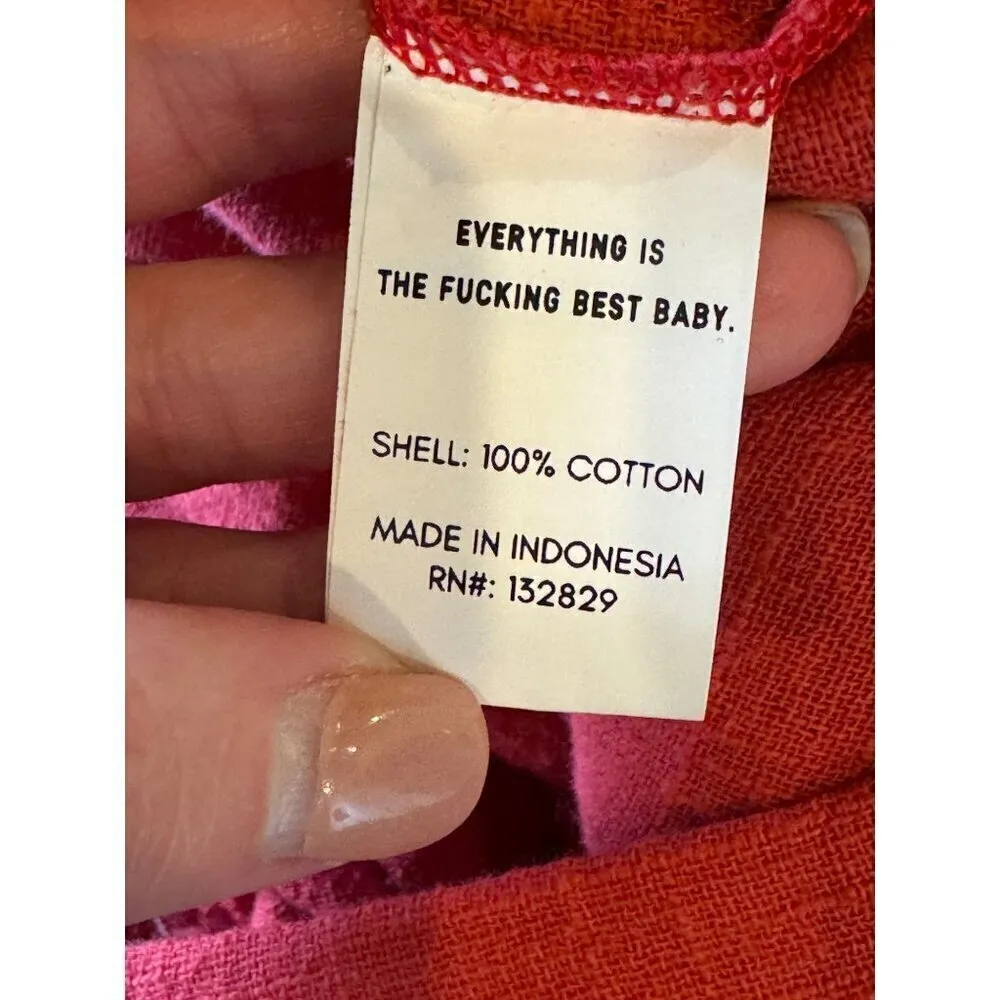 EVERYTHING IS
THE FUCKING BEST BABY.
SHELL: 100% COTTON
MADE IN INDONESIA
RN#: 132829